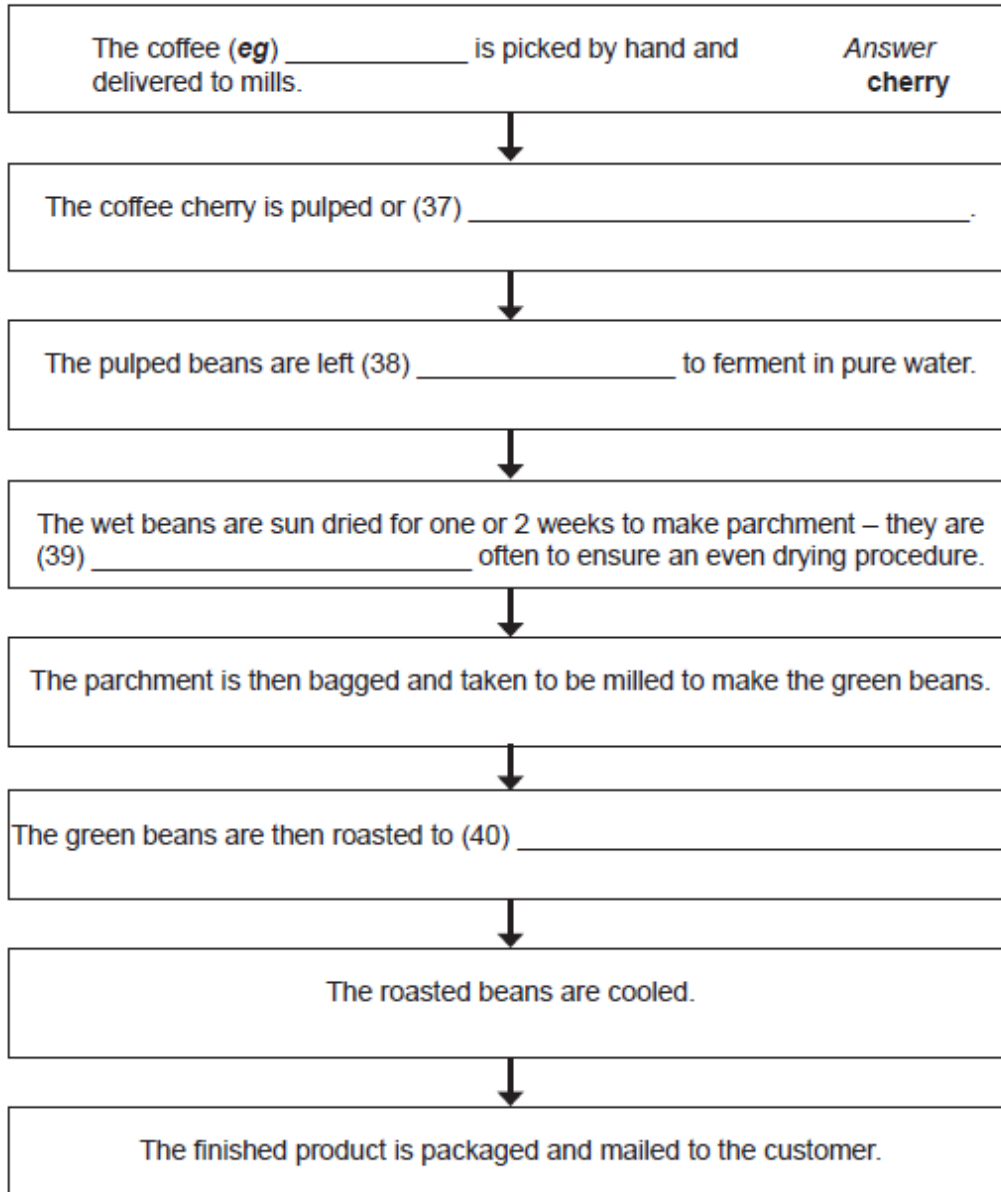 The coffee (eg) ____________ is picked by hand and
delivered to mills.
Answer
cherry
The coffee cherry is pulped or (37) _________________________________.
The pulped beans are left (38) _________________ to ferment in pure water.
The wet beans are sun dried for one or 2 weeks to make parchment – they are
(39) _________________________ often to ensure an even drying procedure.
The parchment is then bagged and taken to be milled to make the green beans.
The green beans are then roasted to (40) ________________________________
The roasted beans are cooled.
The finished product is packaged and mailed to the customer.